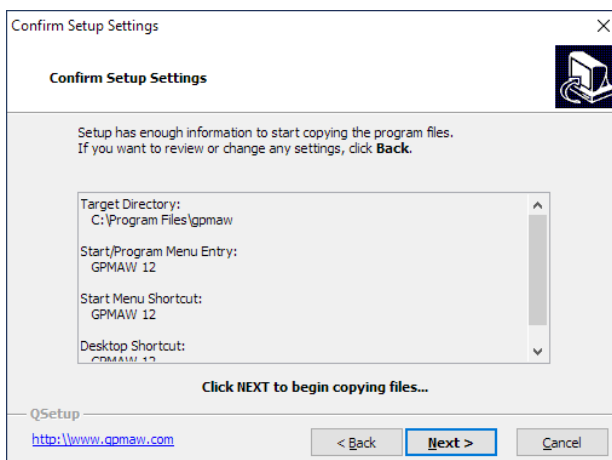 Confirm Setup Settings
Confirm Setup Settings
Setup has enough information to start copying the program files.
If you want to review or change any settings, click Back.
Target Directory:
C:\Program Files\gpmaw
Start/Program Menu Entry:
GPMAW 12
Start Menu Shortcut:
GPMAW 12
Desktop Shortcut:
GPMAW 12
Click NEXT to begin copying files...
QSetup
http:\\www.gpmaw.com
< Back
Next >
Cancel